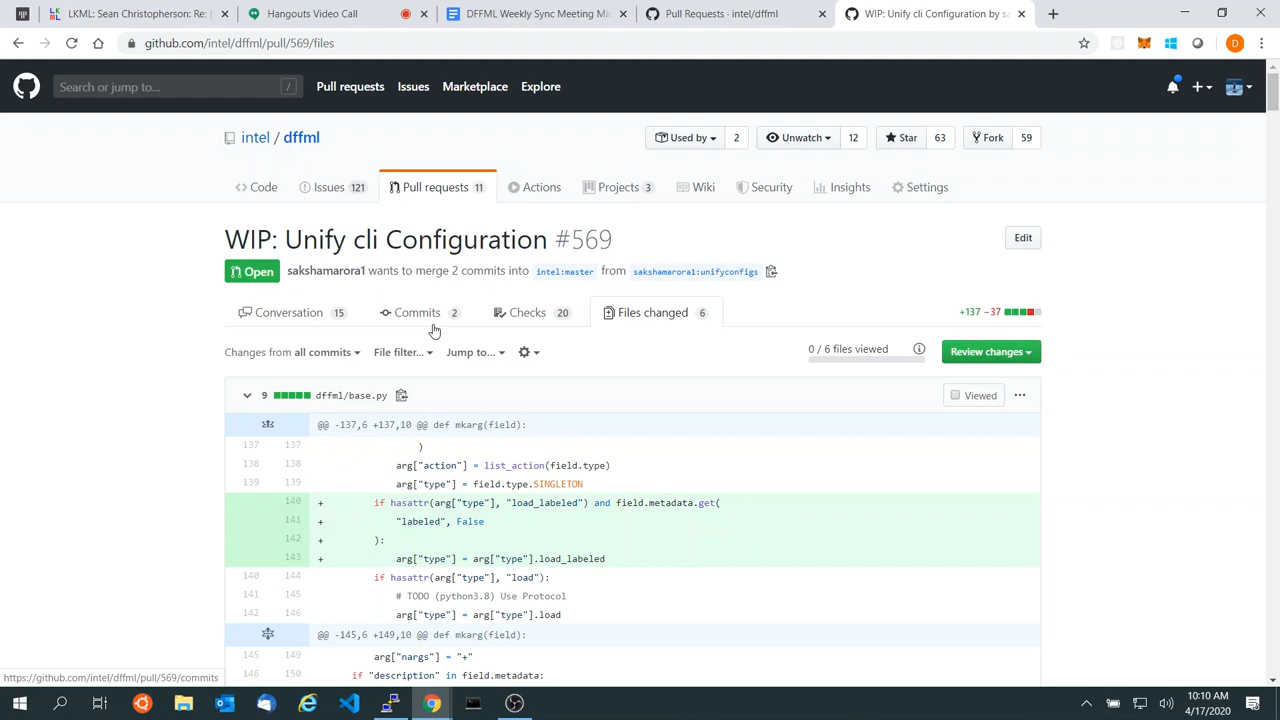 LKML: Sean Christopherson: Re:
Hangouts Video Call
DFFML Weekly Sync Meeting Min
Pull Requests · intel/dffml
WIP: Unify cli Configuration by s
github.com/intel/dffml/pull/569/files
D
Search or jump to...
/
Pull requests
Issues
Marketplace
Explore
intel / dffml
Used by
2
Unwatch
12
Star
63
Fork
59
Code
Issues 121
Pull requests 11
Actions
Projects 3
Wiki
Security
Insights
Settings
WIP: Unify cli Configuration #569
Edit
Open
sakshamarora1 wants to merge 2 commits into intel:master from sakshamarora1:unifyconfigs
Conversation 15
Commits 2
Checks 20
Files changed 6
+137 −37
Changes from all commits
File filter...
Jump to...
0 / 6 files viewed
Review changes
9 dffml/base.py
Viewed
@@ -137,6 +137,10 @@ def mkarg(field):
137 137 )
138 138 arg["action"] = list_action(field.type)
139 139 arg["type"] = field.type.SINGLETON
140 + if hasattr(arg["type"], "load_labeled") and field.metadata.get(
141 + "labeled", False
142 + ):
143 + arg["type"] = arg["type"].load_labeled
140 144 if hasattr(arg["type"], "load"):
141 145 # TODO (python3.8) Use Protocol
142 146 arg["type"] = arg["type"].load
@@ -145,6 +149,10 @@ def mkarg(field):
145 149 arg["nargs"] = "+"
146 150 if "description" in field.metadata:
https://github.com/intel/dffml/pull/569/commits
10:10 AM
4/17/2020